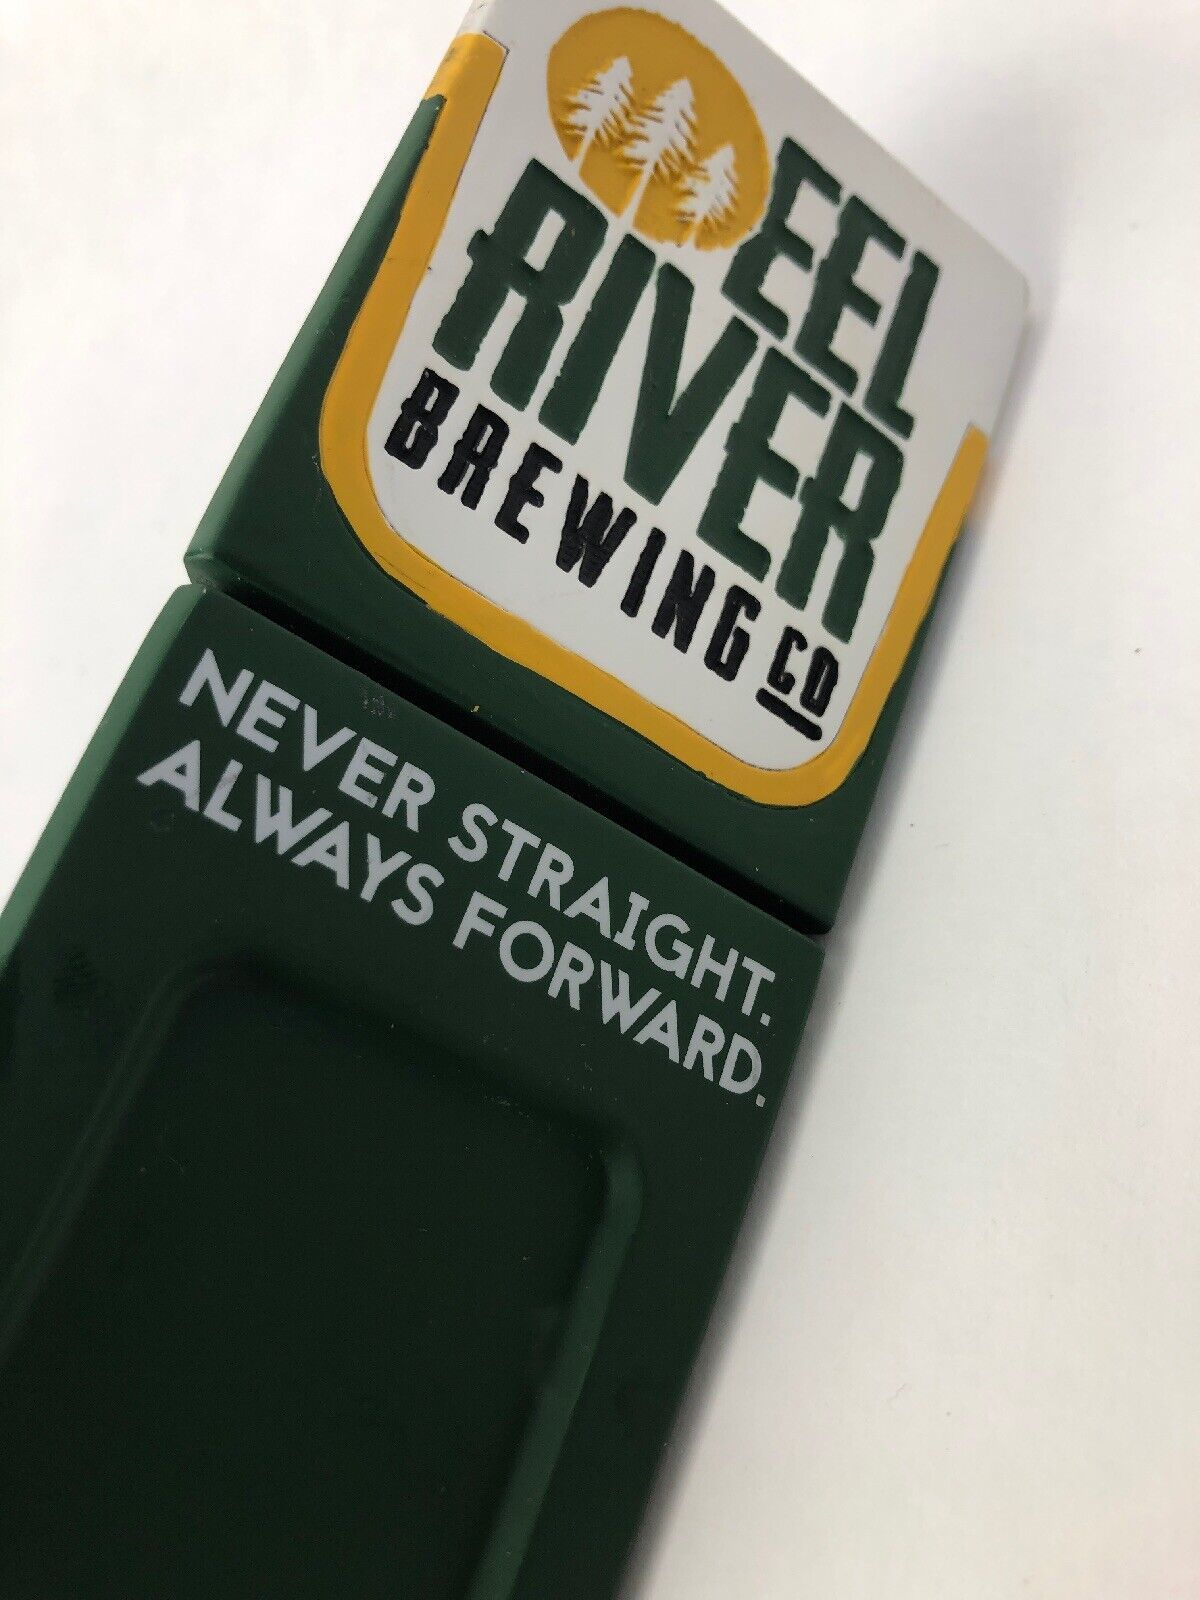 EEL
RIVER
BREWING CO
NEVER STRAIGHT.
ALWAYS FORWARD.